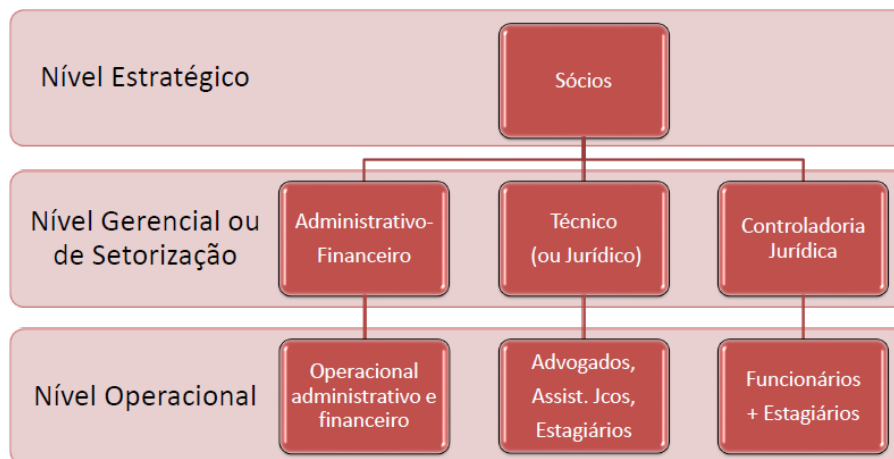 Nível Estratégico
Sócios
Nível Gerencial ou
de Setorização
Administrativo-
Financeiro
Técnico
(ou Jurídico)
Controladoria
Jurídica
Nível Operacional
Operacional
administrativo e
financeiro
Advogados,
Assist. Jcos,
Estagiários
Funcionários
+ Estagiários